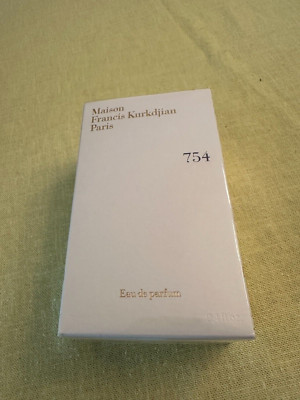 Maison
Francis Kurkdjian
Paris
754
Eau de parfum